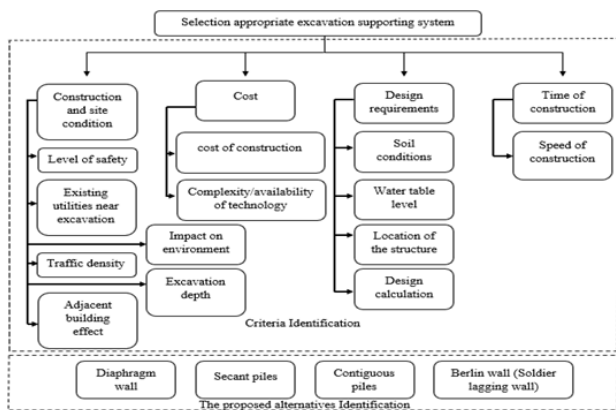 Selection appropriate excavation supporting system
Construction
and site
condition
Level of safety
Existing
utilities near
excavation
Impact on
environment
Traffic density
Excavation
depth
Adjacent
building
effect
Cost
cost of construction
Complexity/availability
of technology
Design
requirements
Soil
conditions
Water table
level
Location of
the structure
Design
calculation
Time of
construction
Speed of
construction
Criteria Identification
Diaphragm
wall
Secant piles
Contiguous
piles
Berlin wall (Soldier
lagging wall)
The proposed alternatives Identification